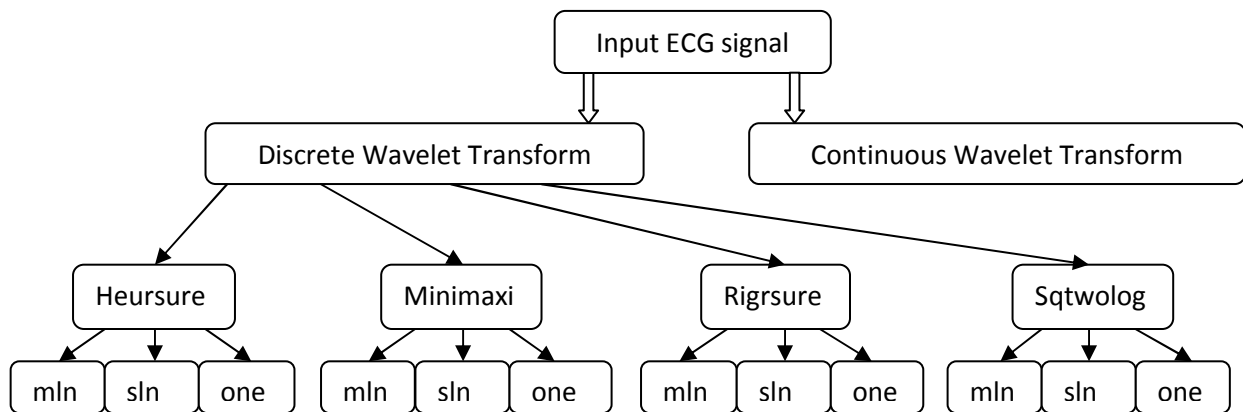 Input ECG signal
Discrete Wavelet Transform
Continuous Wavelet Transform
Heursure
Minimaxi
Rigrsure
Sqtwolog
mln
sln
one
mln
sln
one
mln
sln
one
mln
sln
one